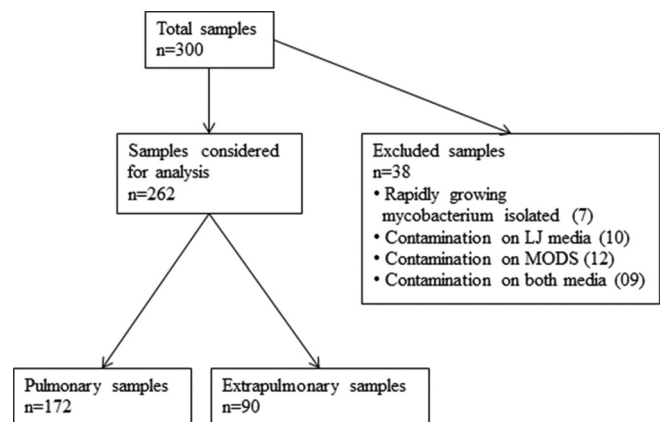 Total samples
n=300
Samples considered
for analysis
n=262
Excluded samples
n=38
• Rapidly growing
mycobacterium isolated (7)
• Contamination on LJ media (10)
• Contamination on MODS (12)
• Contamination on both media (09)
Pulmonary samples
n=172
Extrapulmonary samples
n=90